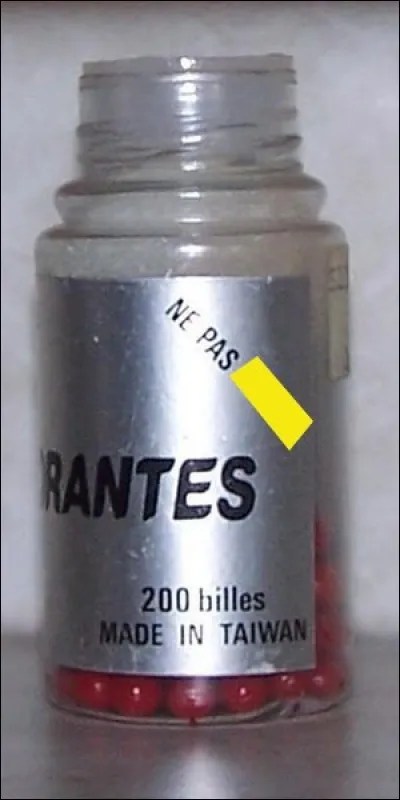 NE PAS
RANTES
200 billes
MADE IN TAIWAN